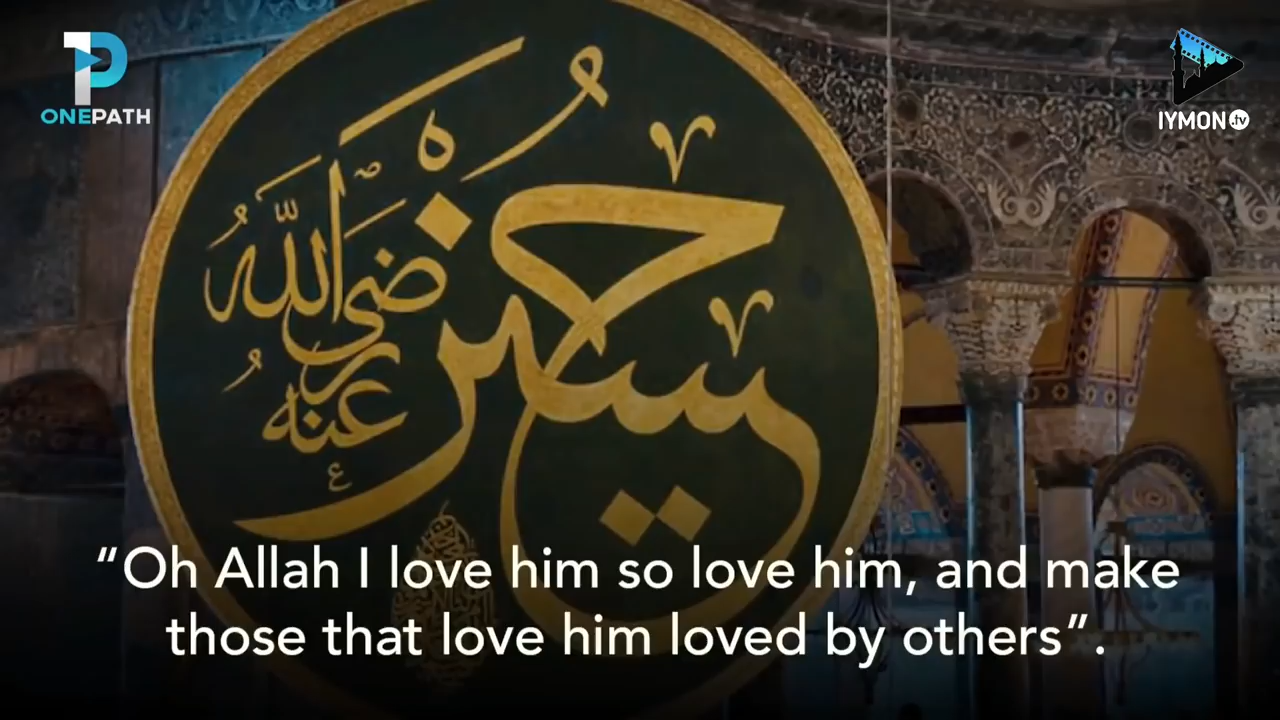 ONEPATH
IYMON.tv
حسين
رضي الله
عنه
“Oh Allah I love him so love him, and make
those that love him loved by others”.